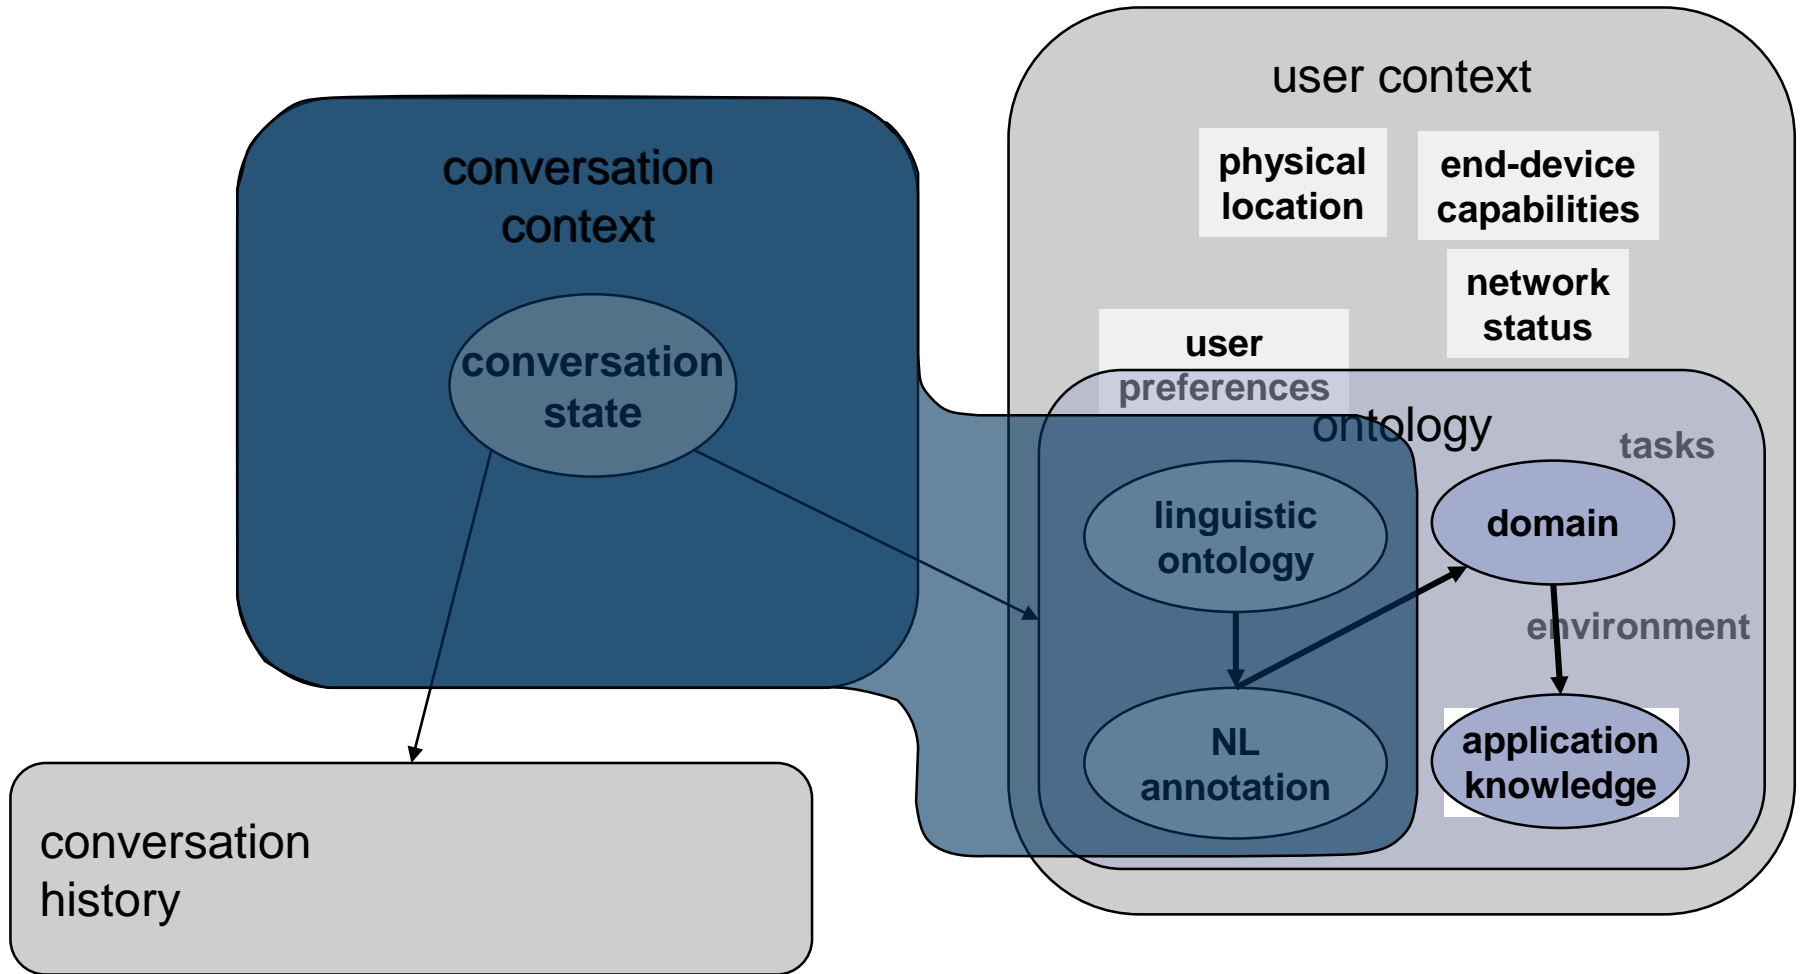 user context
conversation
context
physical
location
end-device
capabilities
network
status
conversation
state
user
preferences
ontology
tasks
linguistic
ontology
domain
environment
NL
annotation
application
knowledge
conversation
history